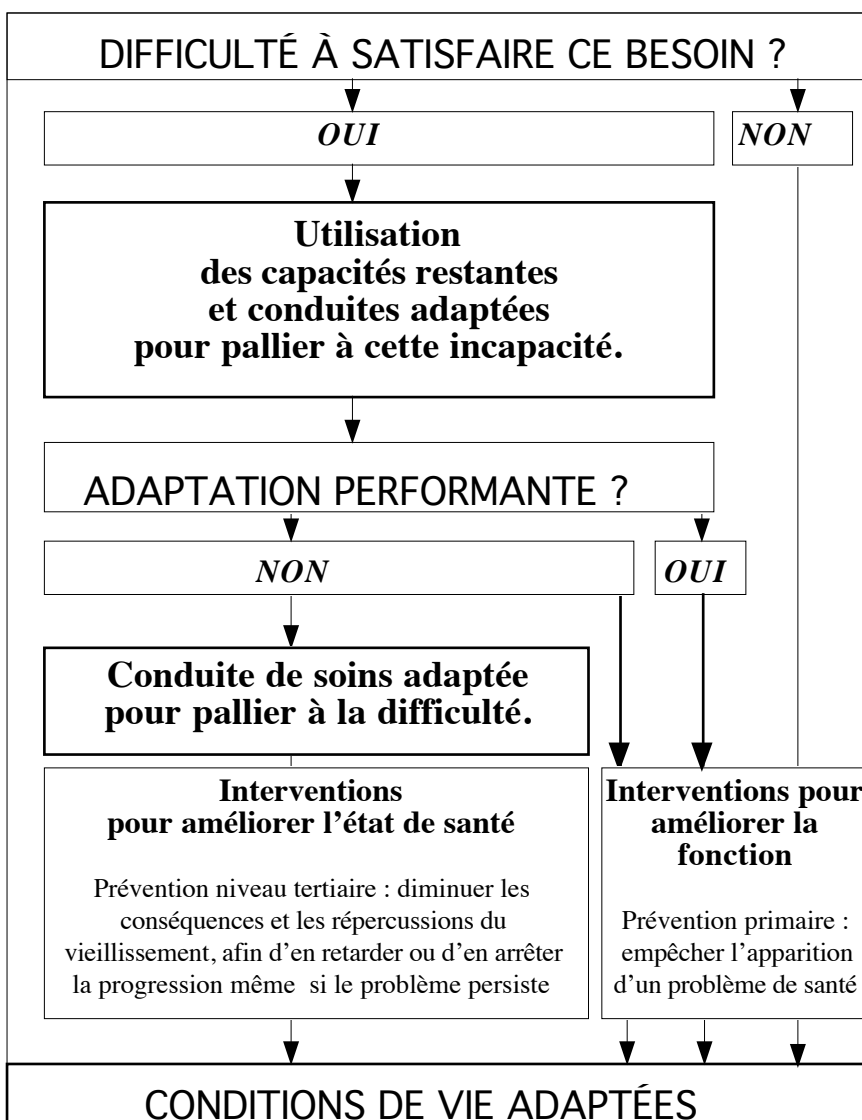 DIFFICULTÉ À SATISFAIRE CE BESOIN ?
OUI
NON
Utilisation
des capacités restantes
et conduites adaptées
pour pallier à cette incapacité.
ADAPTATION PERFORMANTE ?
NON
OUI
Conduite de soins adaptée
pour pallier à la difficulté.
Interventions
pour améliorer l’état de santé
Prévention niveau tertiaire : diminuer les
conséquences et les répercussions du
vieillissement, afin d’en retarder ou d’en arrêter
la progression même si le problème persiste
Interventions pour
améliorer la
fonction
Prévention primaire :
empêcher l’apparition
d’un problème de santé
CONDITIONS DE VIE ADAPTÉES